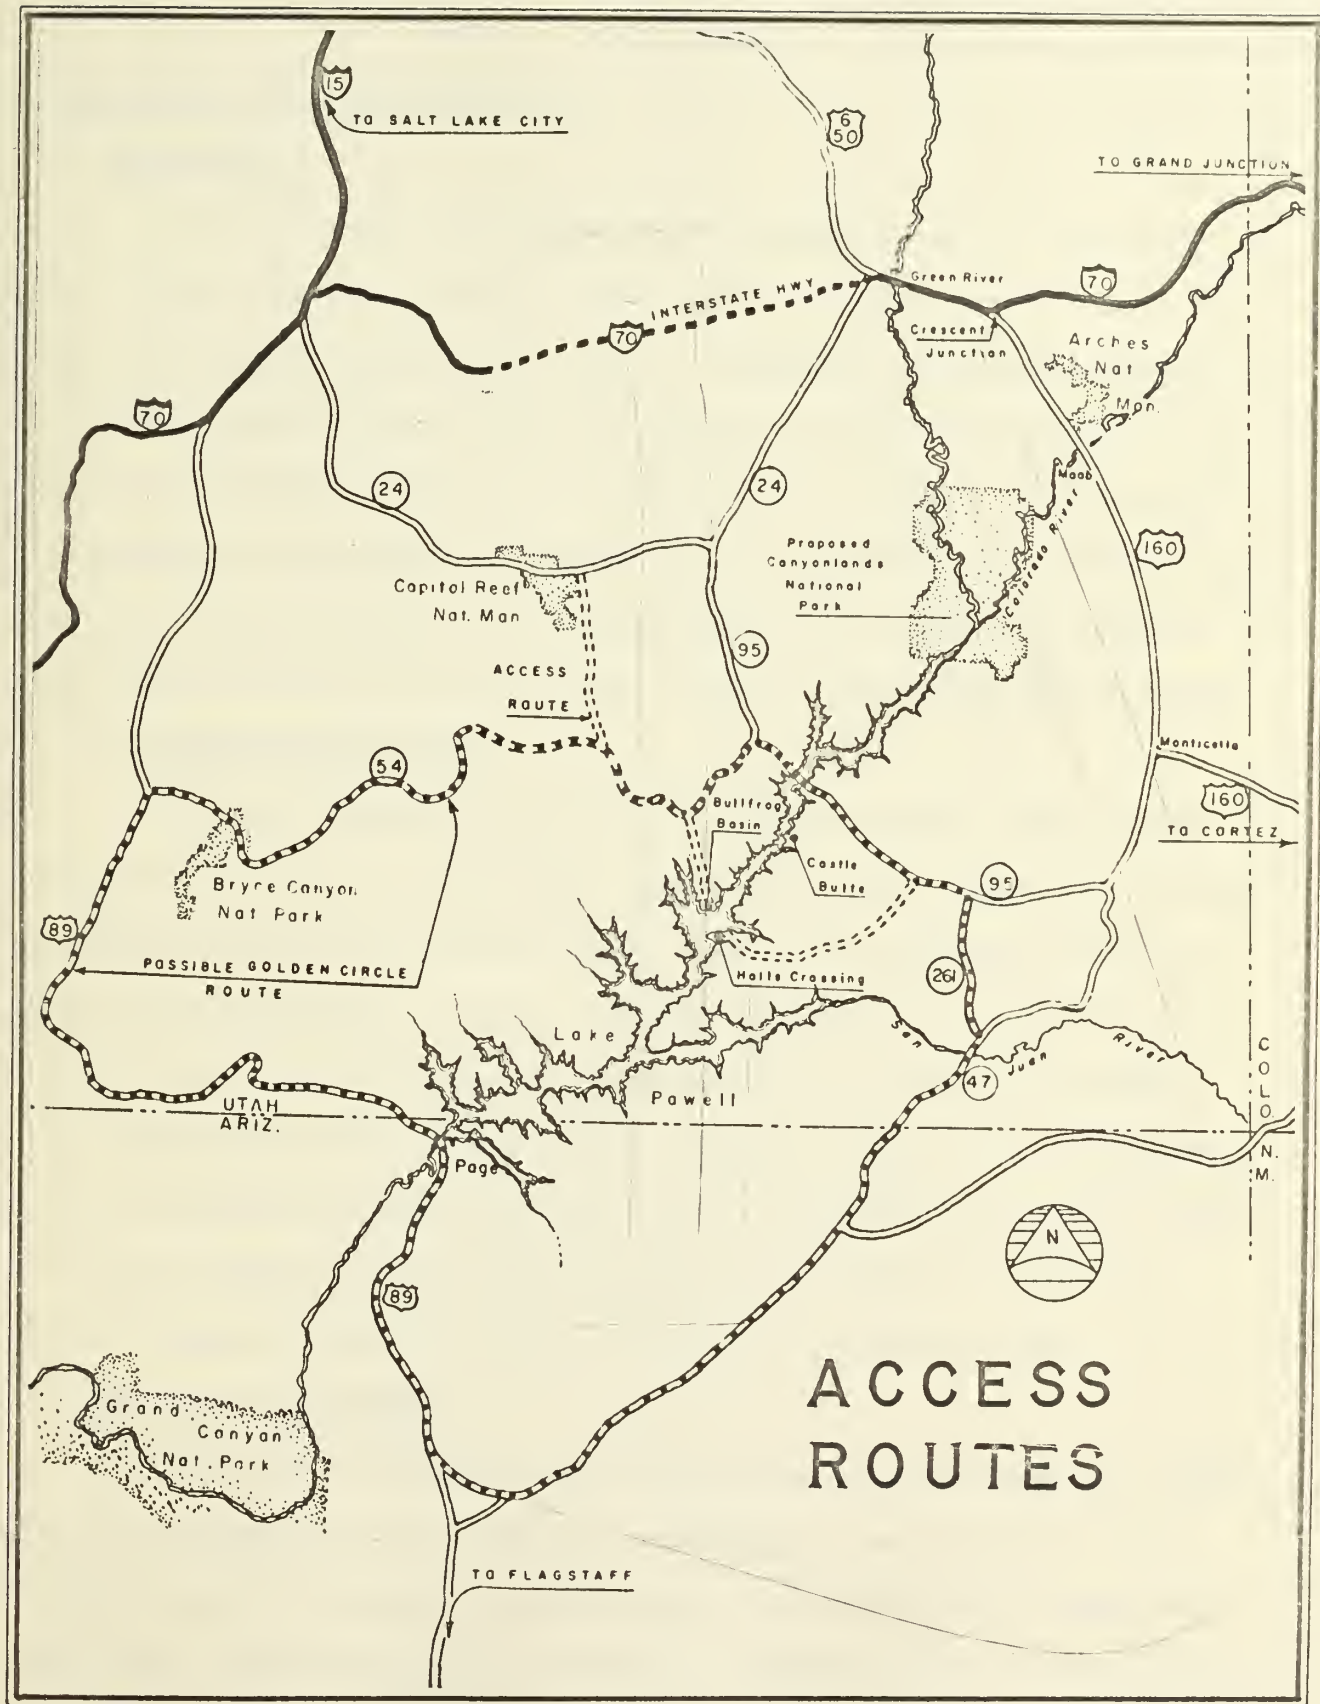 15
TO SALT LAKE CITY
6
50
TO GRAND JUNCTION
Green River
70
INTERSTATE HWY
70
Crescent
Junction
Arches
Nat
Mon.
70
24
24
Moab
Colorado River
160
Proposed
Canyonlands
National
Park
Capitol Reef
Nat. Mon
95
ACCESS
ROUTE
54
Monticello
160
TO CORTEZ
Bullfrog
Basin
Castle
Butte
95
Bryce Canyon
Nat Park
89
POSSIBLE GOLDEN CIRCLE
ROUTE
Halls Crossing
261
Lake
Powell
San
Juan
River
47
COLO.
UTAH
ARIZ.
N.
M.
Page
N
89
ACCESS
ROUTES
Grand
Canyon
Nat. Park
TO FLAGSTAFF